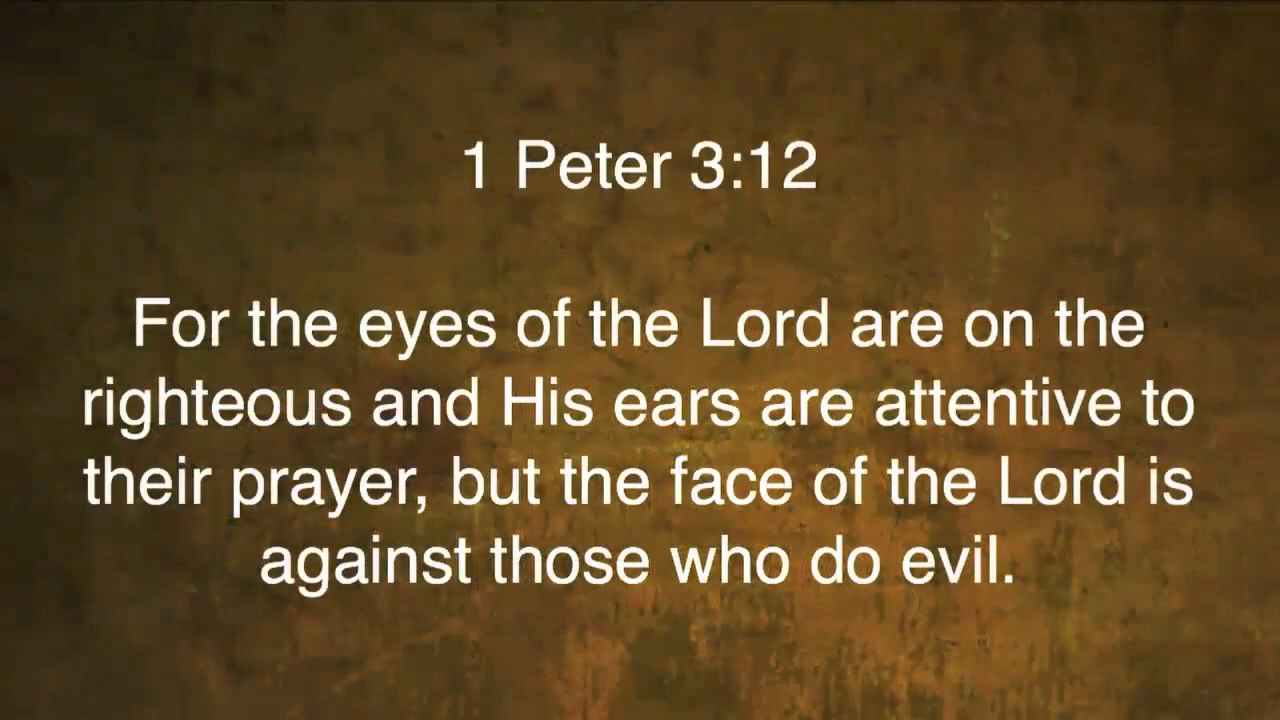 1 Peter 3:12
For the eyes of the Lord are on the
righteous and His ears are attentive to
their prayer, but the face of the Lord is
against those who do evil.